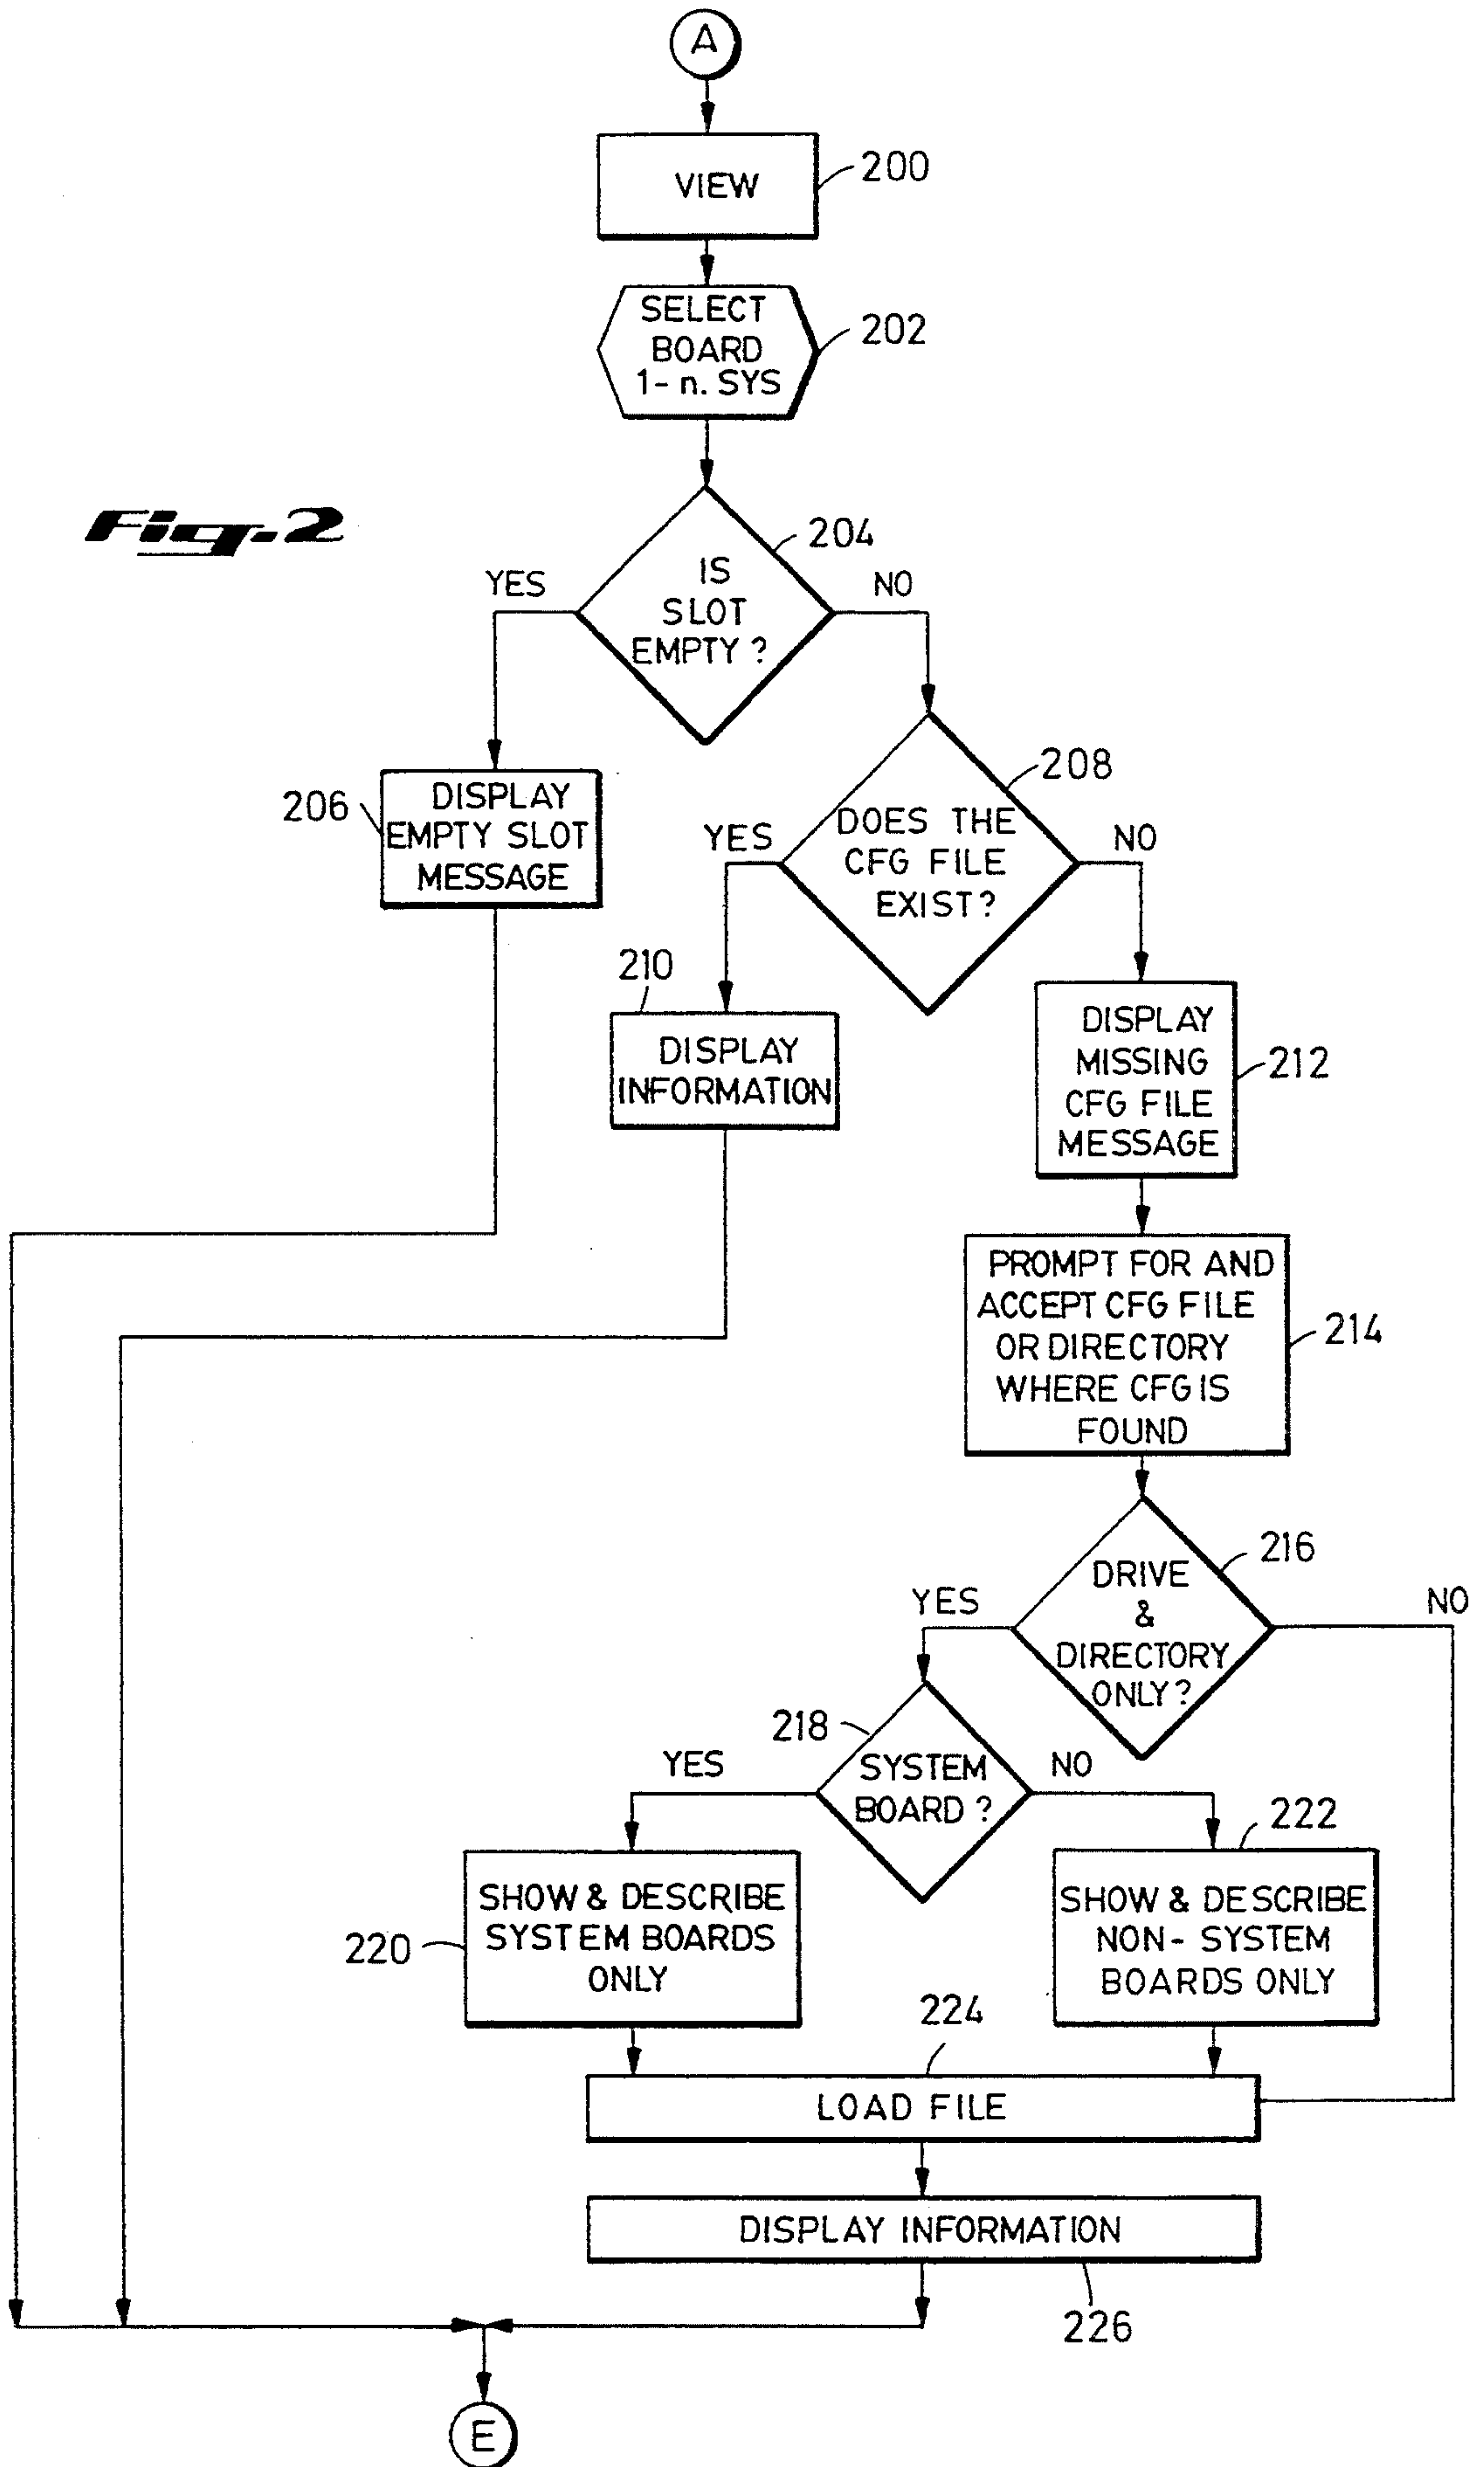 A
VIEW
200
SELECT
BOARD
1- n. SYS
202
Fig. 2
204
IS
SLOT
EMPTY?
YES
NO
206
DISPLAY
EMPTY SLOT
MESSAGE
208
DOES THE
CFG FILE
EXIST?
YES
NO
210
DISPLAY
INFORMATION
DISPLAY
MISSING
CFG FILE
MESSAGE
212
PROMPT FOR AND
ACCEPT CFG FILE
OR DIRECTORY
WHERE CFG IS
FOUND
214
216
DRIVE
&
DIRECTORY
ONLY?
YES
NO
218
SYSTEM
BOARD?
YES
NO
220
SHOW & DESCRIBE
SYSTEM BOARDS
ONLY
222
SHOW & DESCRIBE
NON- SYSTEM
BOARDS ONLY
224
LOAD FILE
DISPLAY INFORMATION
226
E